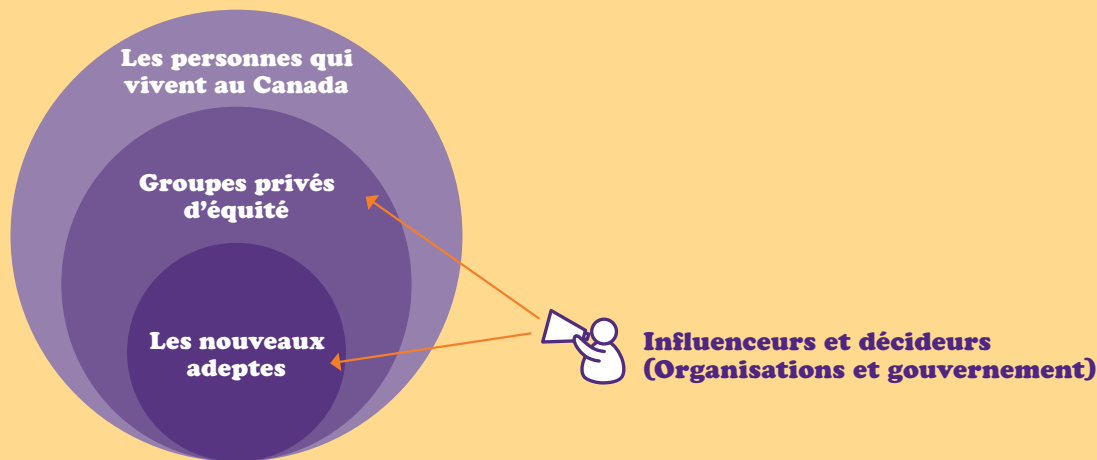 Les personnes qui
vivent au Canada
Groupes privés
d’équité
Les nouveaux
adeptes
Influenceurs et décideurs
(Organisations et gouvernement)